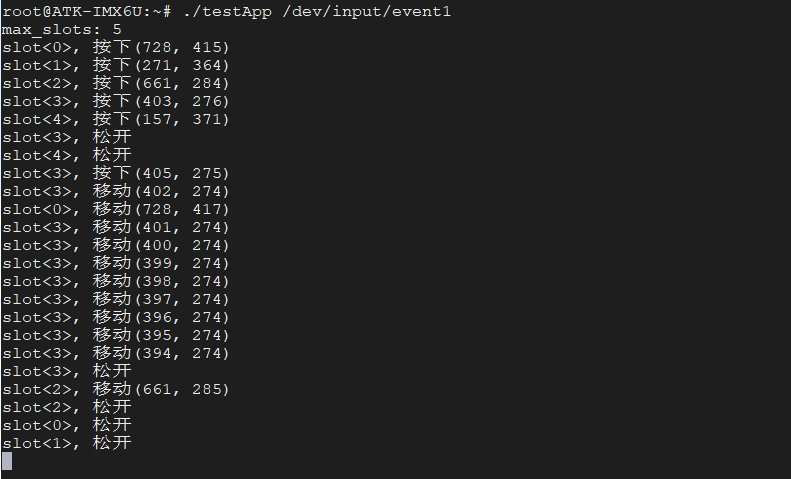 root@ATK-IMX6U:~# ./testApp /dev/input/event1
max_slots: 5
slot<0>, 按下(728, 415)
slot<1>, 按下(271, 364)
slot<2>, 按下(661, 284)
slot<3>, 按下(403, 276)
slot<4>, 按下(157, 371)
slot<3>, 松开
slot<4>, 松开
slot<3>, 按下(405, 275)
slot<3>, 移动(402, 274)
slot<0>, 移动(728, 417)
slot<3>, 移动(401, 274)
slot<3>, 移动(400, 274)
slot<3>, 移动(399, 274)
slot<3>, 移动(398, 274)
slot<3>, 移动(397, 274)
slot<3>, 移动(396, 274)
slot<3>, 移动(395, 274)
slot<3>, 移动(394, 274)
slot<3>, 松开
slot<2>, 移动(661, 285)
slot<2>, 松开
slot<0>, 松开
slot<1>, 松开